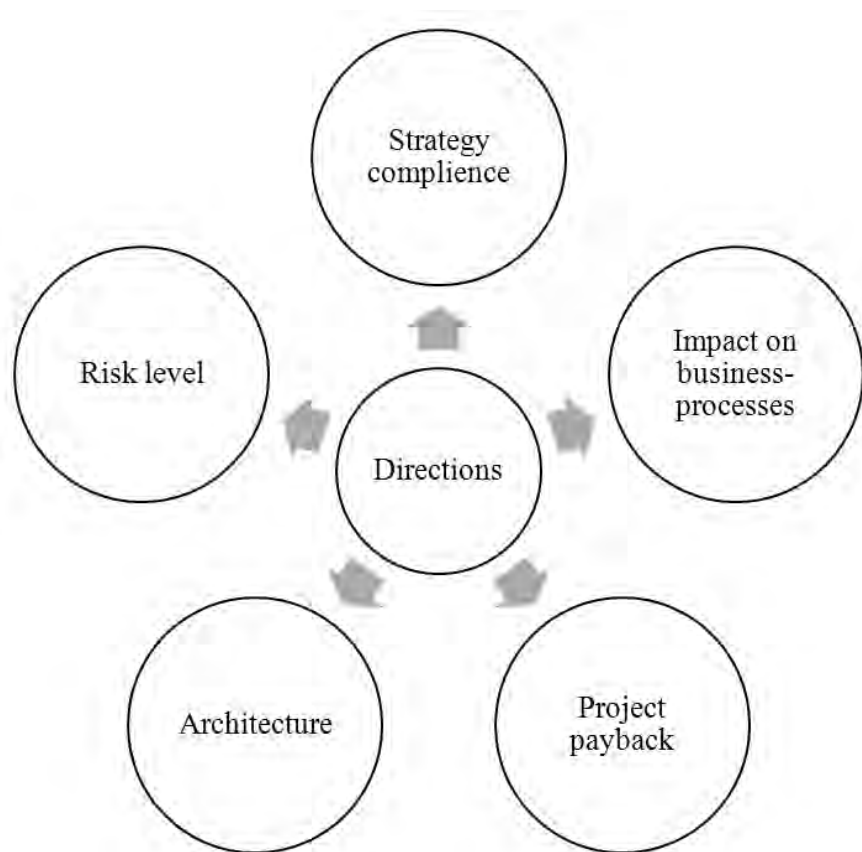 Strategy
complience
Risk level
Impact on
business-
processes
Directions
Architecture
Project
payback